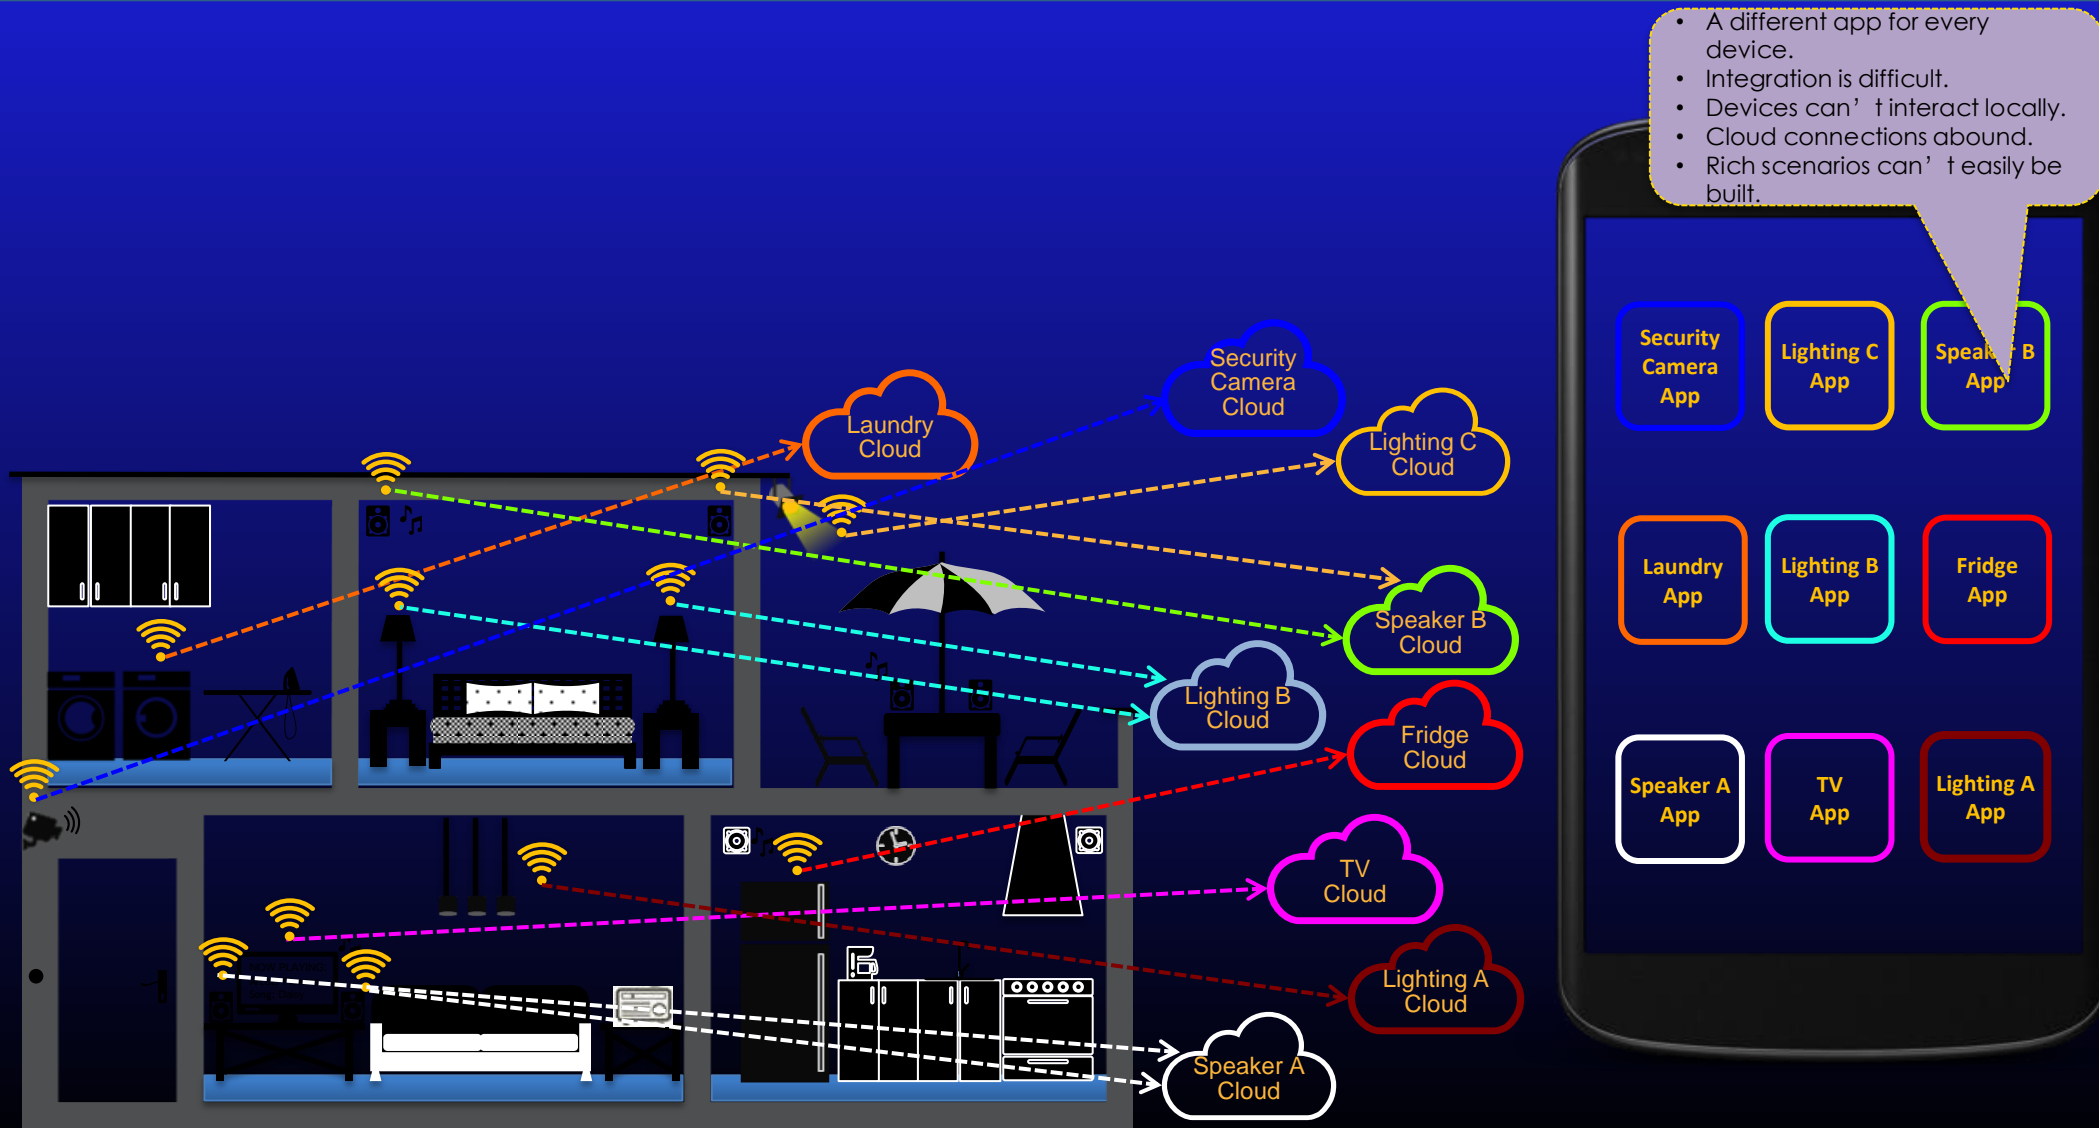 • A different app for every
device.
• Integration is difficult.
• Devices can’ t interact locally.
• Cloud connections abound.
• Rich scenarios can’ t easily be
built.
Security
Camera
Cloud
Laundry
Cloud
Lighting C
Cloud
Speaker B
Cloud
Lighting B
Cloud
Fridge
Cloud
TV
Cloud
Lighting A
Cloud
Speaker A
Cloud
Security
Camera
App
Lighting C
App
Speak B
App
Laundry
App
Lighting B
App
Fridge
App
Speaker A
App
TV
App
Lighting A
App